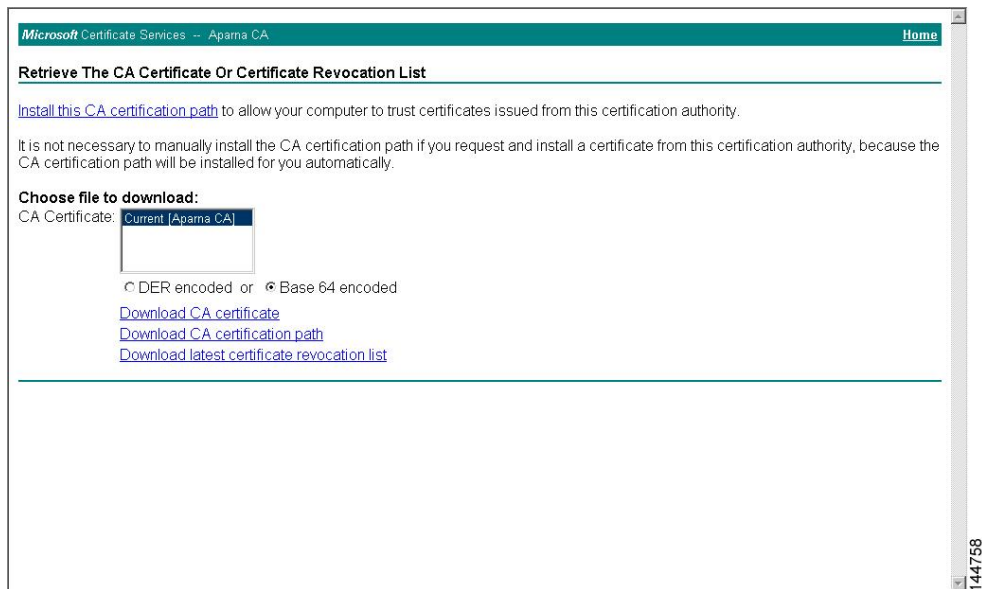 Microsoft Certificate Services -- Aparna CA Home
Retrieve The CA Certificate Or Certificate Revocation List
Install this CA certification path to allow your computer to trust certificates issued from this certification authority.
It is not necessary to manually install the CA certification path if you request and install a certificate from this certification authority, because the
CA certification path will be installed for you automatically.
Choose file to download:
CA Certificate: Current [Aparna CA]
DER encoded or Base 64 encoded
Download CA certificate
Download CA certification path
Download latest certificate revocation list
144758